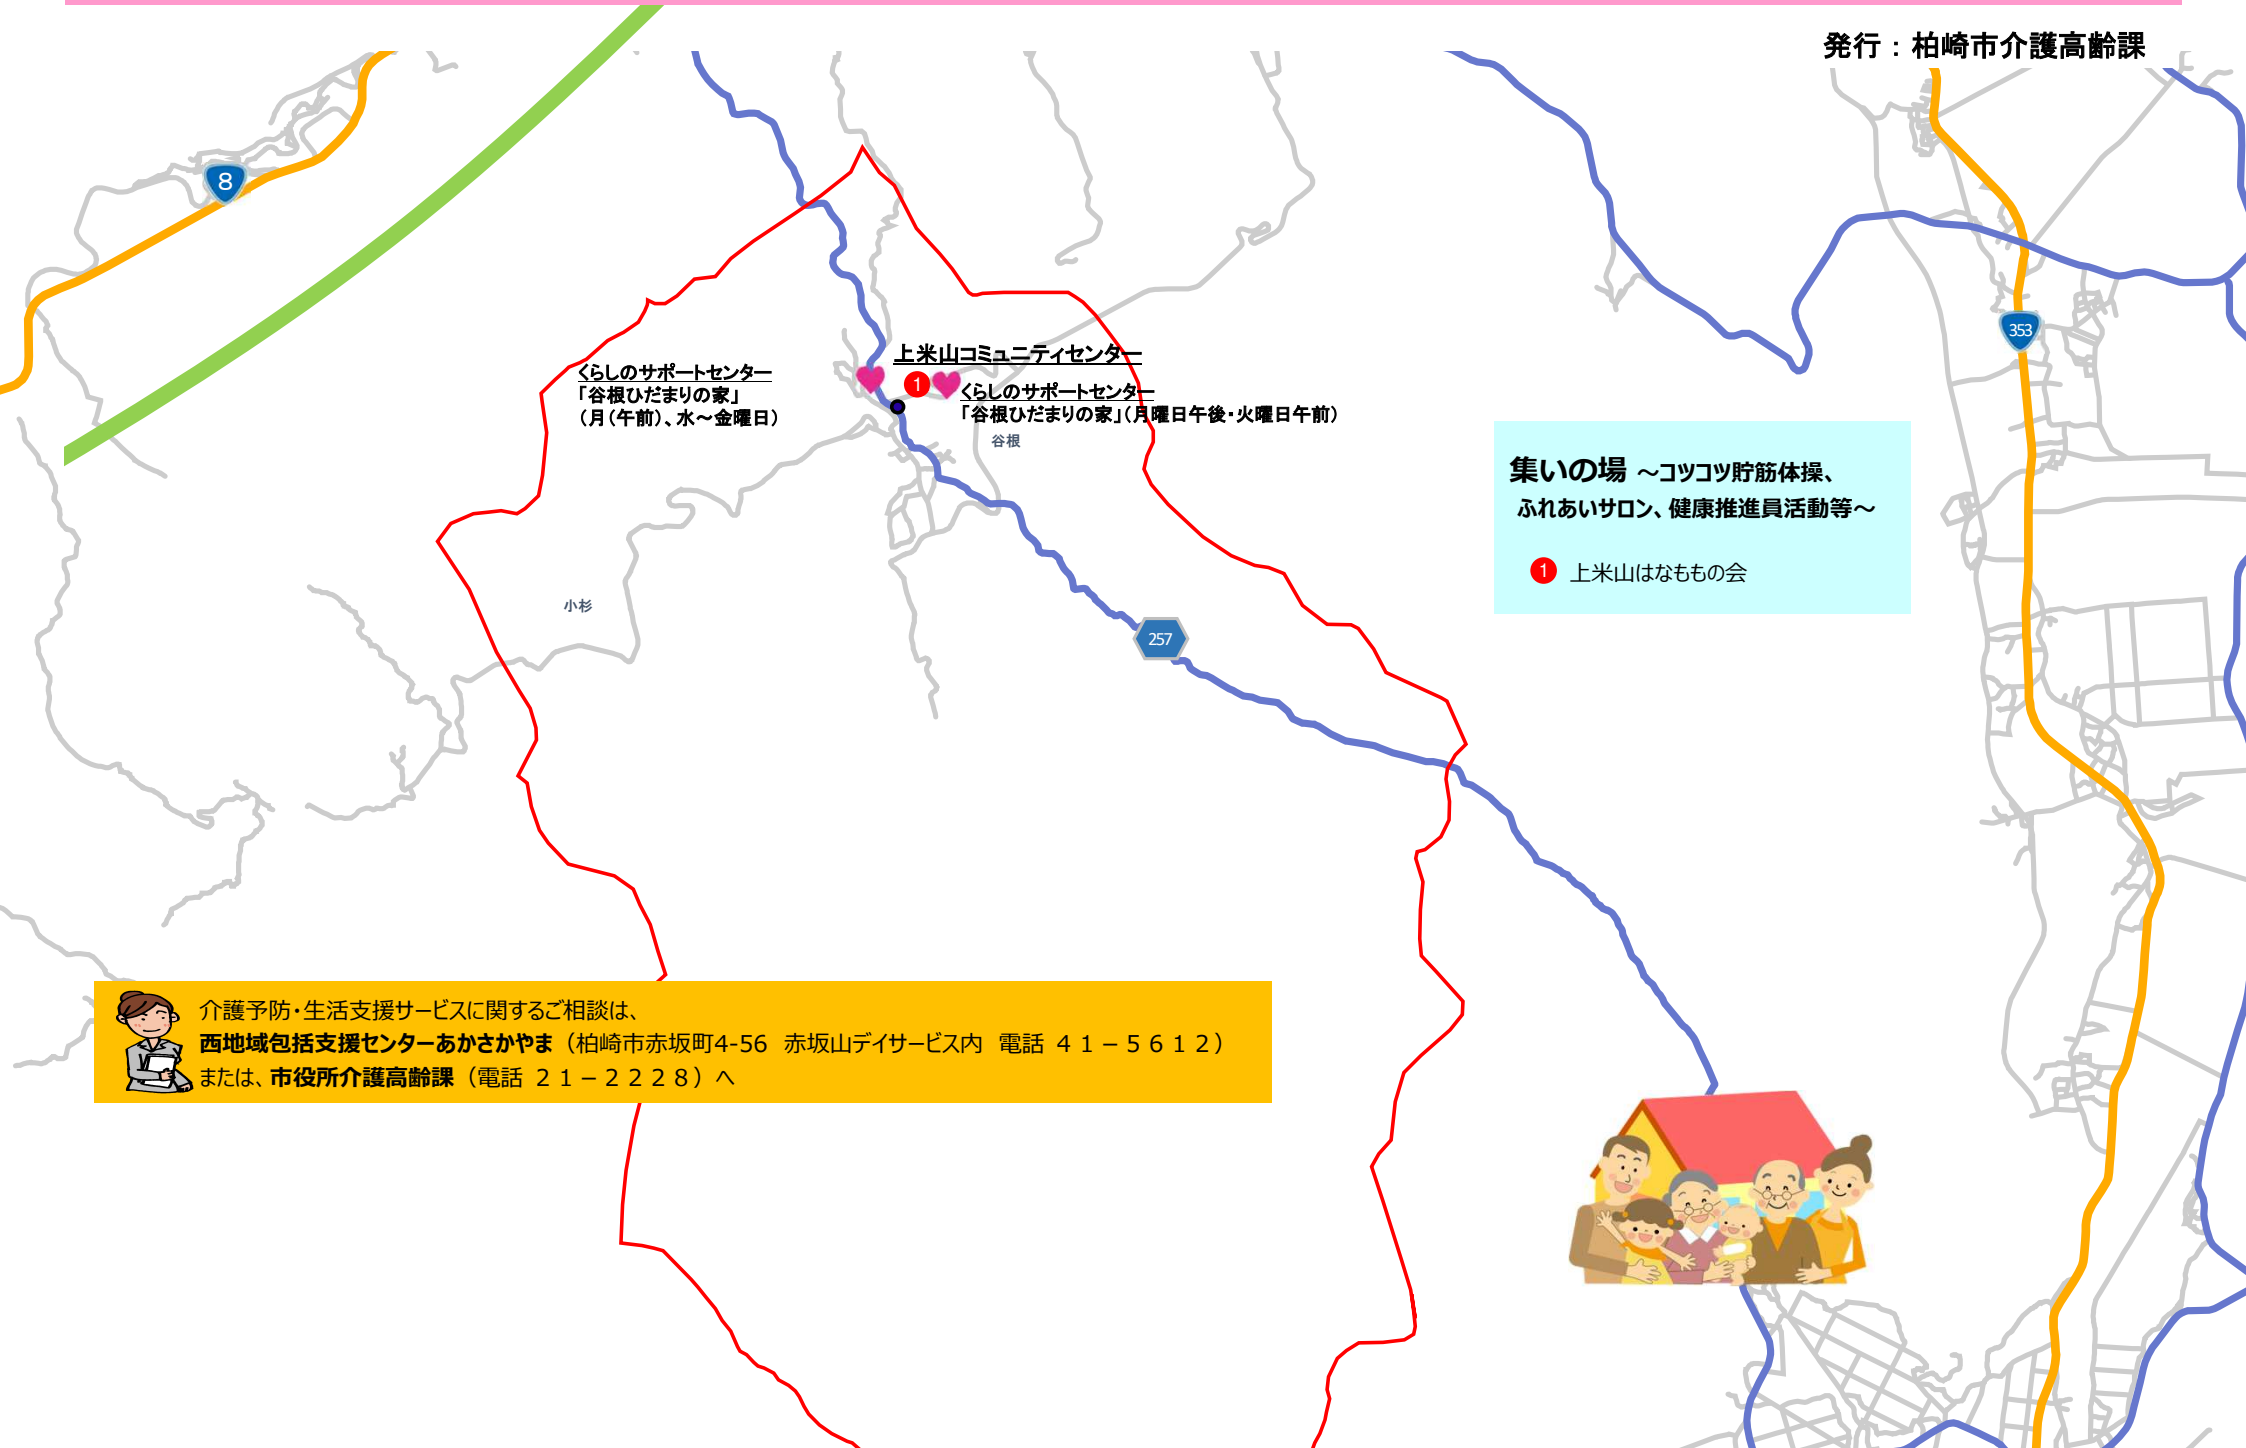 発行：柏崎市介護高齢課
8
353
上米山コミュニティセンター
くらしのサポートセンター
「谷根ひだまりの家」
（月（午前）、水～金曜日）
1
くらしのサポートセンター
「谷根ひだまりの家」（月曜日午後・火曜日午前）
谷根
集いの場 ～コツコツ貯筋体操、
ふれあいサロン、健康推進員活動等～
1 上米山はなももの会
小杉
257
介護予防・生活支援サービスに関するご相談は、
西地域包括支援センターあかさかやま（柏崎市赤坂町4-56 赤坂山デイサービス内 電話 ４１－５６１２）
または、市役所介護高齢課（電話 ２１－２２２８）へ